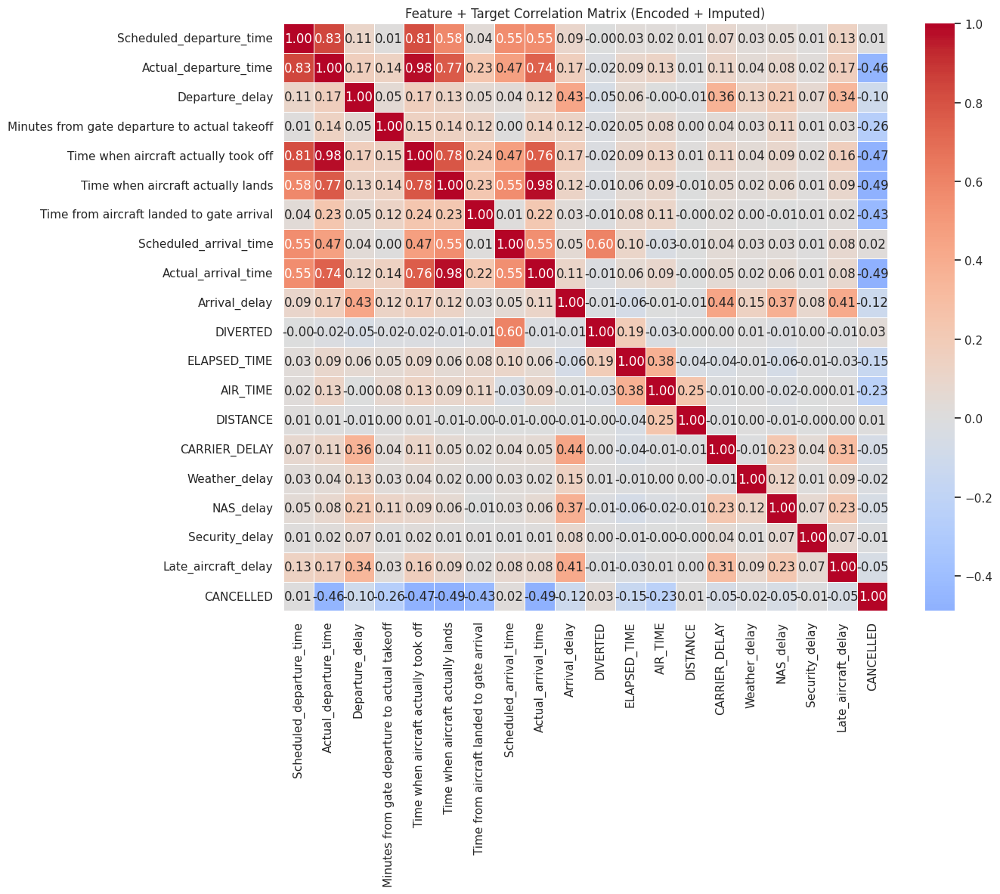 Feature + Target Correlation Matrix (Encoded + Imputed)
Scheduled_departure_time 1.00 0.83 0.11 0.01 0.81 0.58 0.04 0.55 0.55 0.09 -0.00 0.03 0.02 0.01 0.07 0.03 0.05 0.01 0.13 0.01
Actual_departure_time 0.83 1.00 0.17 0.14 0.98 0.77 0.23 0.47 0.74 0.17 -0.02 0.09 0.13 0.01 0.11 0.04 0.08 0.02 0.17 -0.46
Departure_delay 0.11 0.17 1.00 0.05 0.17 0.13 0.05 0.04 0.12 0.43 -0.05 0.06 -0.00 -0.01 0.36 0.13 0.21 0.07 0.34 -0.10
Minutes from gate departure to actual takeoff 0.01 0.14 0.05 1.00 0.15 0.14 0.12 0.00 0.14 0.12 -0.02 0.05 0.08 0.00 0.04 0.03 0.11 0.01 0.03 -0.26
Time when aircraft actually took off 0.81 0.98 0.17 0.15 1.00 0.78 0.24 0.47 0.76 0.17 -0.02 0.09 0.13 0.01 0.11 0.04 0.09 0.02 0.16 -0.47
Time when aircraft actually lands 0.58 0.77 0.13 0.14 0.78 1.00 0.23 0.55 0.98 0.12 -0.01 0.06 0.09 -0.01 0.05 0.02 0.06 0.01 0.09 -0.49
Time from aircraft landed to gate arrival 0.04 0.23 0.05 0.12 0.24 0.23 1.00 0.01 0.22 0.03 -0.01 0.08 0.11 -0.00 0.02 0.00 -0.01 0.01 0.02 -0.43
Scheduled_arrival_time 0.55 0.47 0.04 0.00 0.47 0.55 0.01 1.00 0.55 0.05 0.60 0.10 -0.03 -0.01 0.04 0.03 0.03 0.01 0.08 0.02
Actual_arrival_time 0.55 0.74 0.12 0.14 0.76 0.98 0.22 0.55 1.00 0.11 -0.01 0.06 0.09 -0.00 0.05 0.02 0.06 0.01 0.08 -0.49
Arrival_delay 0.09 0.17 0.43 0.12 0.17 0.12 0.03 0.05 0.11 1.00 -0.01 -0.06 -0.01 -0.01 0.44 0.15 0.37 0.08 0.41 -0.12
DIVERTED -0.00 -0.02 -0.05 -0.02 -0.02 -0.01 -0.01 0.60 -0.01 -0.01 1.00 0.19 -0.03 -0.00 0.00 0.01 -0.01 0.00 -0.01 0.03
ELAPSED_TIME 0.03 0.09 0.06 0.05 0.09 0.06 0.08 0.10 0.06 -0.06 0.19 1.00 0.38 -0.04 -0.04 -0.01 -0.06 -0.01 -0.03 -0.15
AIR_TIME 0.02 0.13 -0.00 0.08 0.13 0.09 0.11 -0.03 0.09 -0.01 -0.03 0.38 1.00 0.25 -0.01 0.00 -0.02 -0.00 0.01 -0.23
DISTANCE 0.01 0.01 -0.01 0.00 0.01 -0.01 -0.00 -0.01 -0.00 -0.01 -0.00 -0.04 0.25 1.00 -0.01 0.00 -0.01 -0.00 0.00 0.01
CARRIER_DELAY 0.07 0.11 0.36 0.04 0.11 0.05 0.02 0.04 0.05 0.44 0.00 -0.04 -0.01 -0.01 1.00 -0.01 0.23 0.04 0.31 -0.05
Weather_delay 0.03 0.04 0.13 0.03 0.04 0.02 0.00 0.03 0.02 0.15 0.01 -0.01 0.00 0.00 -0.01 1.00 0.12 0.01 0.09 -0.02
NAS_delay 0.05 0.08 0.21 0.11 0.09 0.06 -0.01 0.03 0.06 0.37 -0.01 -0.06 -0.02 -0.01 0.23 0.12 1.00 0.07 0.23 -0.05
Security_delay 0.01 0.02 0.07 0.01 0.02 0.01 0.01 0.01 0.01 0.08 0.00 -0.01 -0.00 -0.00 0.04 0.01 0.07 1.00 0.07 -0.01
Late_aircraft_delay 0.13 0.17 0.34 0.03 0.16 0.09 0.02 0.08 0.08 0.41 -0.01 -0.03 0.01 0.00 0.31 0.09 0.23 0.07 1.00 -0.05
CANCELLED 0.01 -0.46 -0.10 -0.26 -0.47 -0.49 -0.43 0.02 -0.49 -0.12 0.03 -0.15 -0.23 0.01 -0.05 -0.02 -0.05 -0.01 -0.05 1.00
Scheduled_departure_time
Actual_departure_time
Departure_delay
Minutes from gate departure to actual takeoff
Time when aircraft actually took off
Time when aircraft actually lands
Time from aircraft landed to gate arrival
Scheduled_arrival_time
Actual_arrival_time
Arrival_delay
DIVERTED
ELAPSED_TIME
AIR_TIME
DISTANCE
CARRIER_DELAY
Weather_delay
NAS_delay
Security_delay
Late_aircraft_delay
CANCELLED
1.0
0.8
0.6
0.4
0.2
0.0
−0.2
−0.4